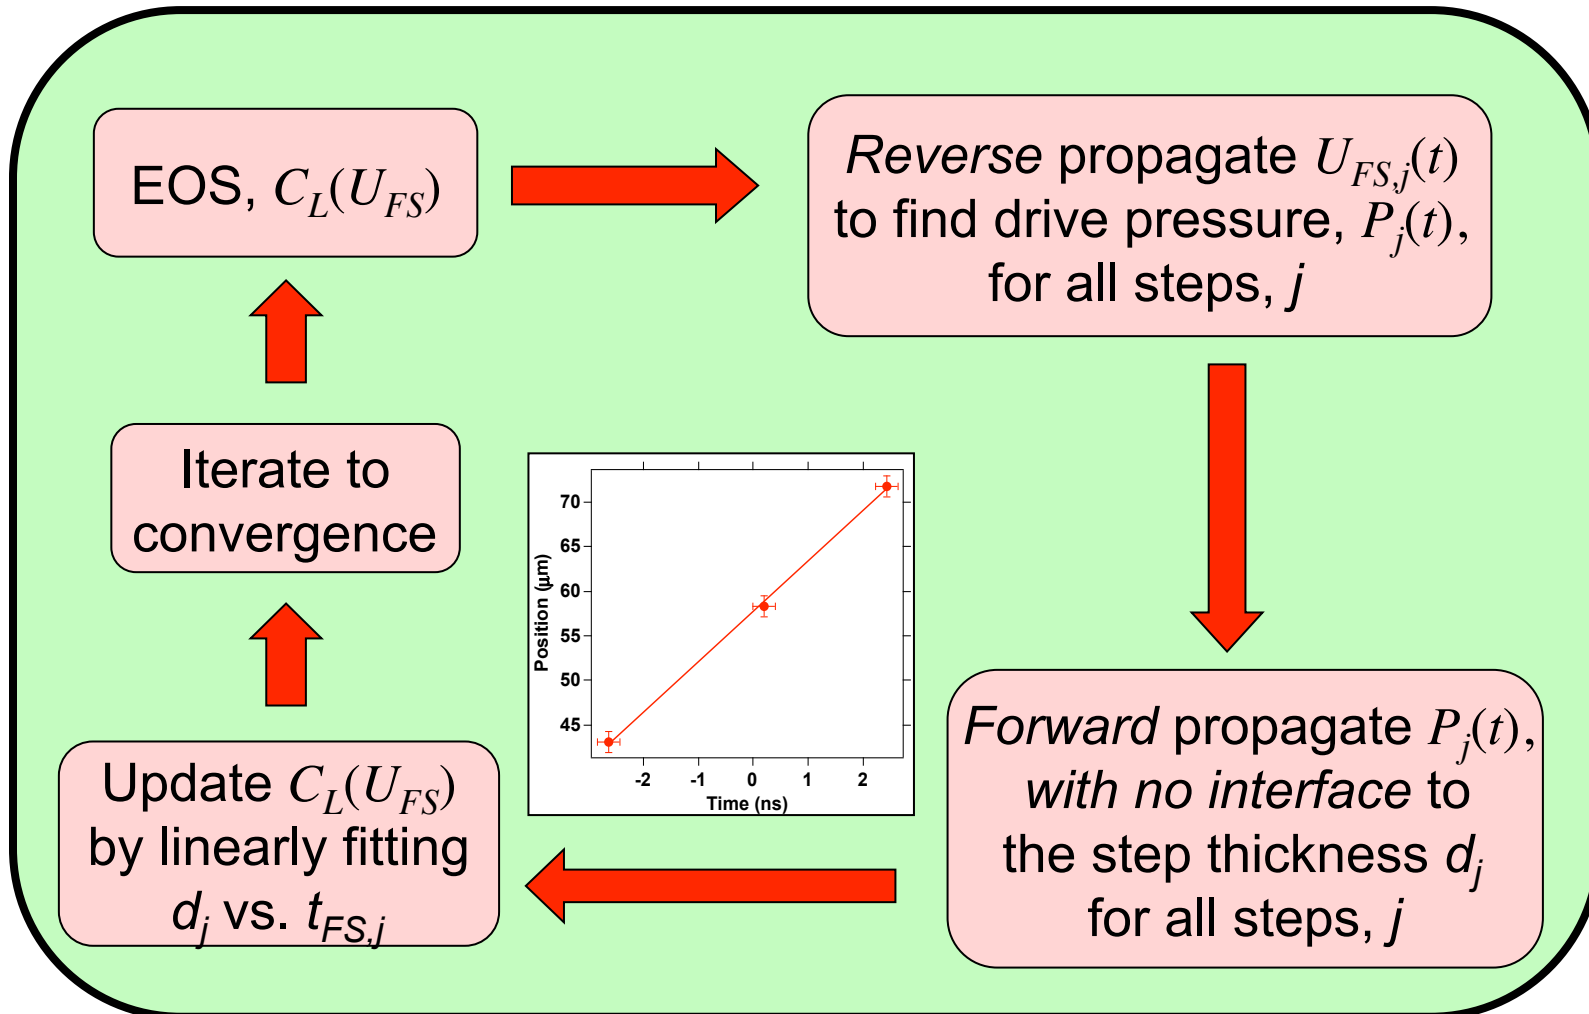 EOS, C_L(U_FS)
Reverse propagate U_FS,j(t)
to find drive pressure, P_j(t),
for all steps, j
Forward propagate P_j(t),
with no interface to
the step thickness d_j
for all steps, j
Update C_L(U_FS)
by linearly fitting
d_j vs. t_FS,j
Iterate to
convergence
Position (μm)
70
65
60
55
50
45
-2 -1 0 1 2
Time (ns)